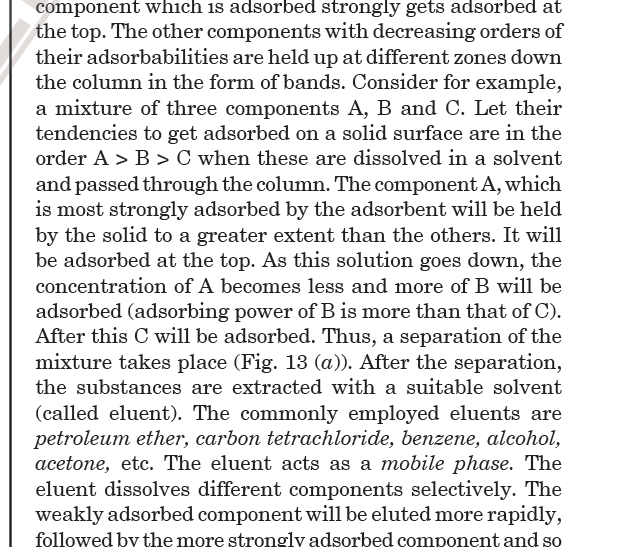 component which is adsorbed strongly gets adsorbed at
the top. The other components with decreasing orders of
their adsorbabilities are held up at different zones down
the column in the form of bands. Consider for example,
a mixture of three components A, B and C. Let their
tendencies to get adsorbed on a solid surface are in the
order A > B > C when these are dissolved in a solvent
and passed through the column. The component A, which
is most strongly adsorbed by the adsorbent will be held
by the solid to a greater extent than the others. It will
be adsorbed at the top. As this solution goes down, the
concentration of A becomes less and more of B will be
adsorbed (adsorbing power of B is more than that of C).
After this C will be adsorbed. Thus, a separation of the
mixture takes place (Fig. 13 (a)). After the separation,
the substances are extracted with a suitable solvent
(called eluent). The commonly employed eluents are
petroleum ether, carbon tetrachloride, benzene, alcohol,
acetone, etc. The eluent acts as a mobile phase. The
eluent dissolves different components selectively. The
weakly adsorbed component will be eluted more rapidly,
followed by the more strongly adsorbed component and so